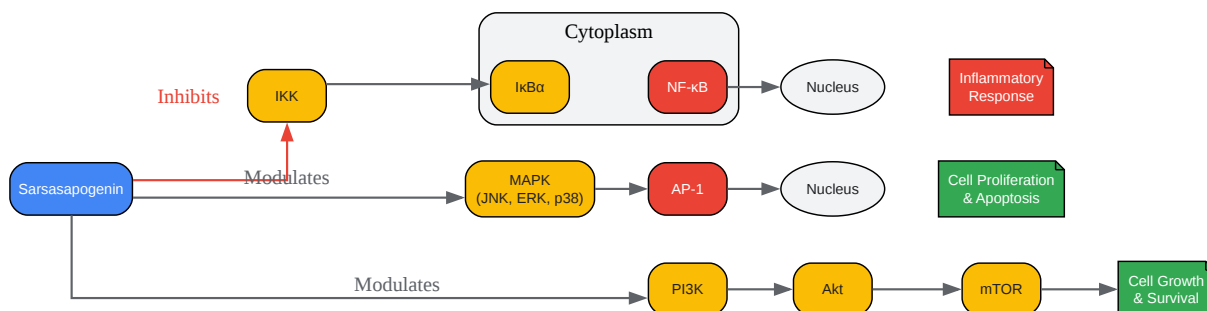 Cytoplasm
Inhibits
IKK
IκBα
NF-κB
Nucleus
Inflammatory
Response
Sarsasapogenin
Modulates
MAPK
(JNK, ERK, p38)
AP-1
Nucleus
Cell Proliferation
& Apoptosis
Modulates
PI3K
Akt
mTOR
Cell Growth
& Survival